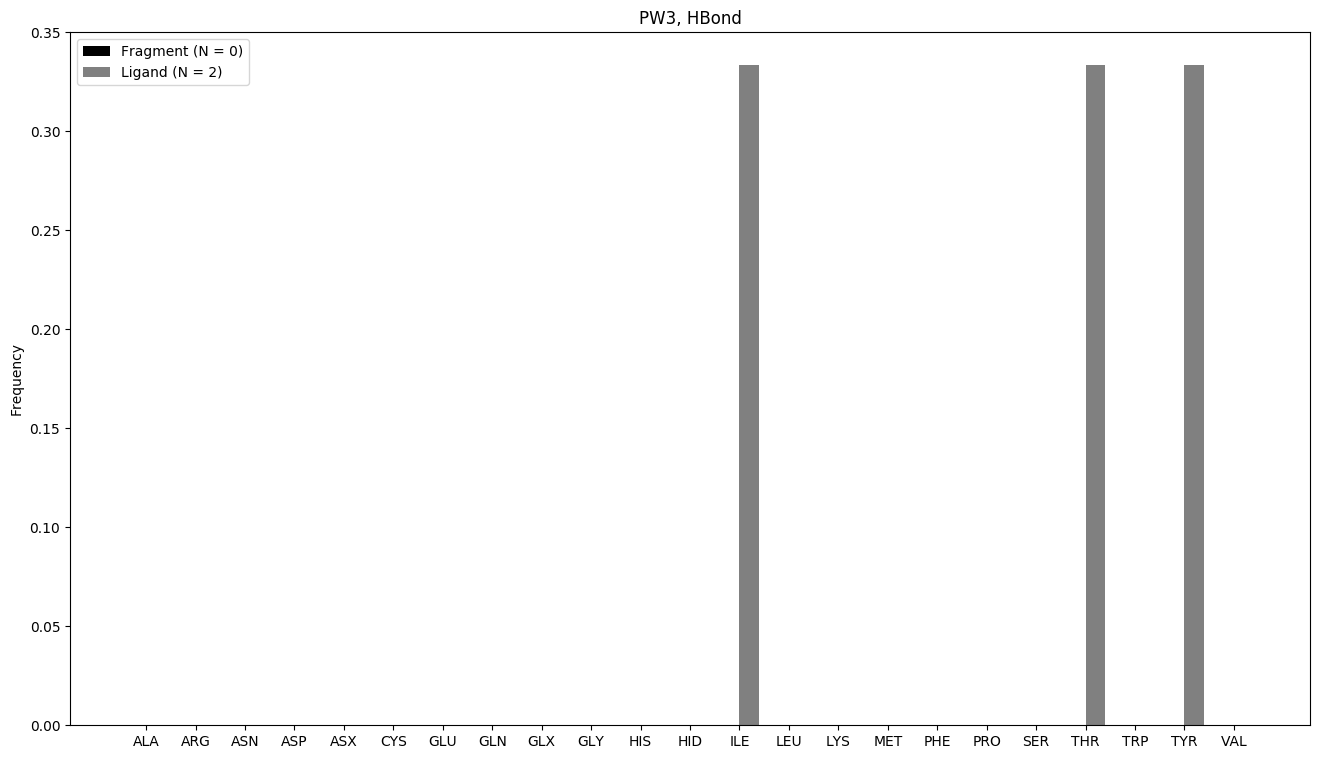 PW3, HBond
Fragment (N = 0)
Ligand (N = 2)
Frequency
0.35
0.30
0.25
0.20
0.15
0.10
0.05
0.00
ALA ARG ASN ASP ASX CYS GLU GLN GLX GLY HIS HID ILE LEU LYS MET PHE PRO SER THR TRP TYR VAL